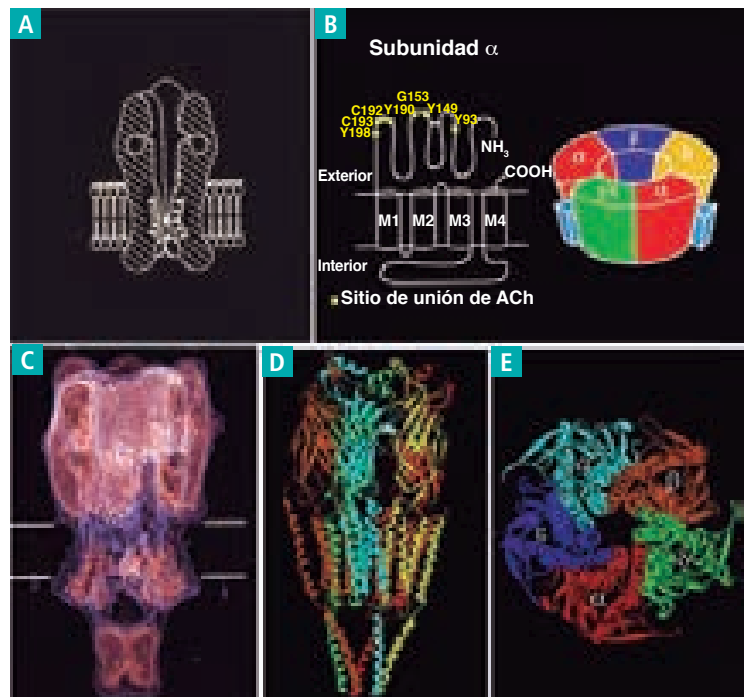 A
B
Subunidad α
G153
C192 Y190 Y149
C193 Y93
Y198
NH3
COOH
Exterior
M1 M2 M3 M4
Interior
Sitio de unión de ACh
C
D
E